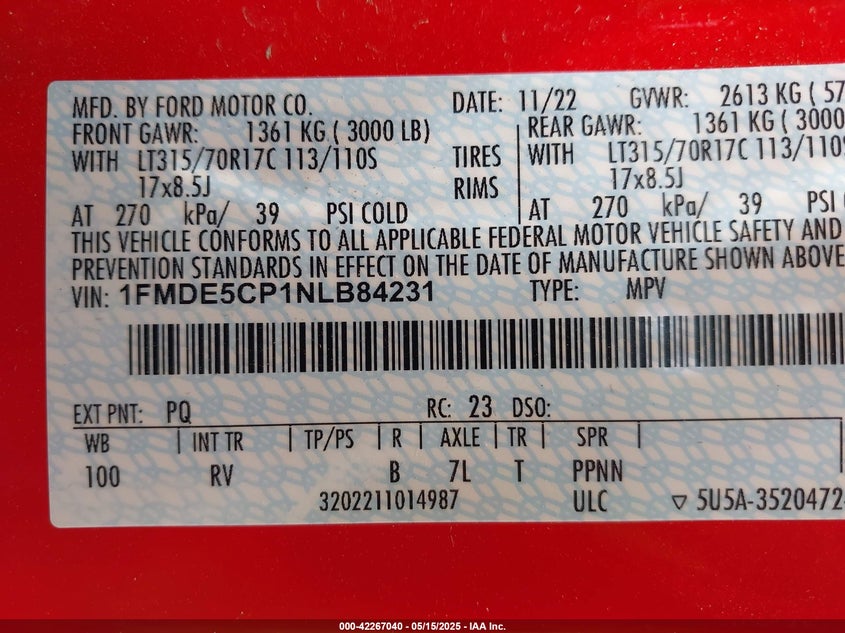 MFD. BY FORD MOTOR CO. DATE: 11/22 GVWR: 2613 KG ( 57
FRONT GAWR: 1361 KG ( 3000 LB) REAR GAWR: 1361 KG ( 3000
WITH LT315/70R17C 113/110S TIRES WITH LT315/70R17C 113/110S
17x8.5J RIMS 17x8.5J
AT 270 kPa/ 39 PSI COLD AT 270 kPa/ 39 PSI
THIS VEHICLE CONFORMS TO ALL APPLICABLE FEDERAL MOTOR VEHICLE SAFETY AND
PREVENTION STANDARDS IN EFFECT ON THE DATE OF MANUFACTURE SHOWN ABOVE
VIN: 1FMDE5CP1NLB84231 TYPE: MPV
EXT PNT: PQ RC: 23 DSO:
WB INT TR TP/PS R AXLE TR SPR
100 RV B 7L T PPNN
3202211014987 ULC ▽ 5U5A-3520472-
000-42267040 - 05/15/2025 - IAA Inc.